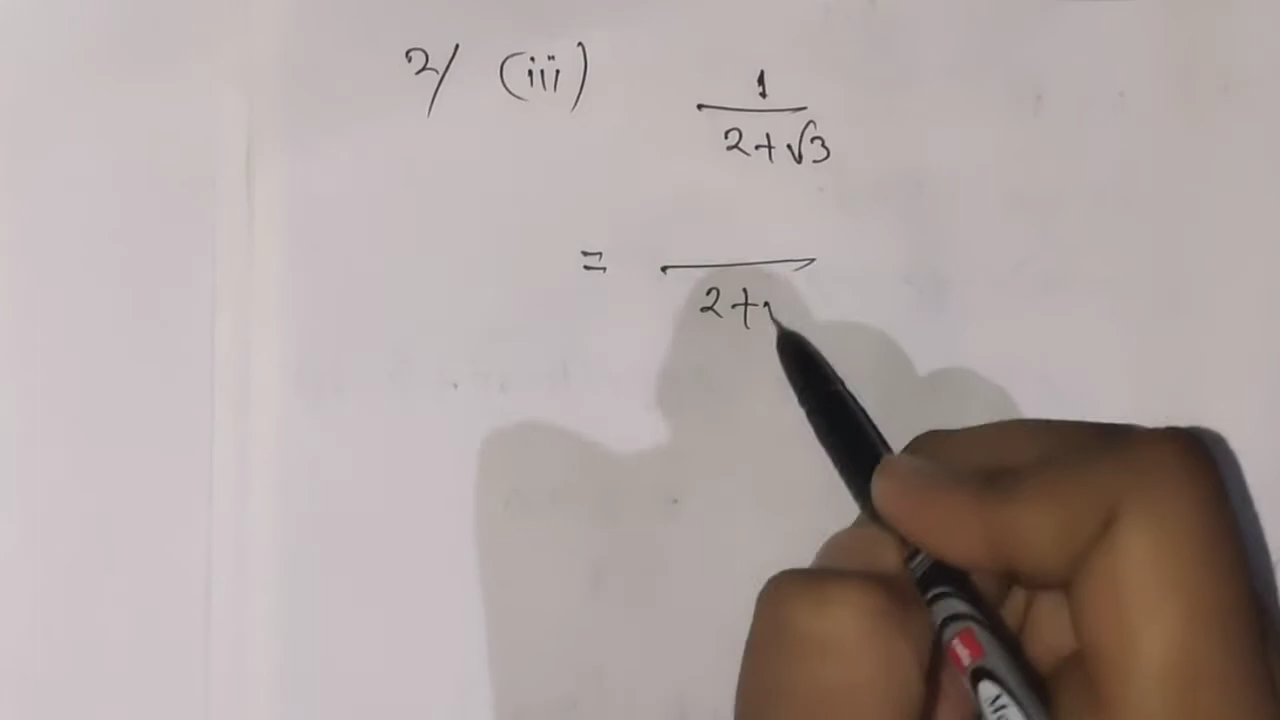 2/ (iii)
1
2+√3
=
2+